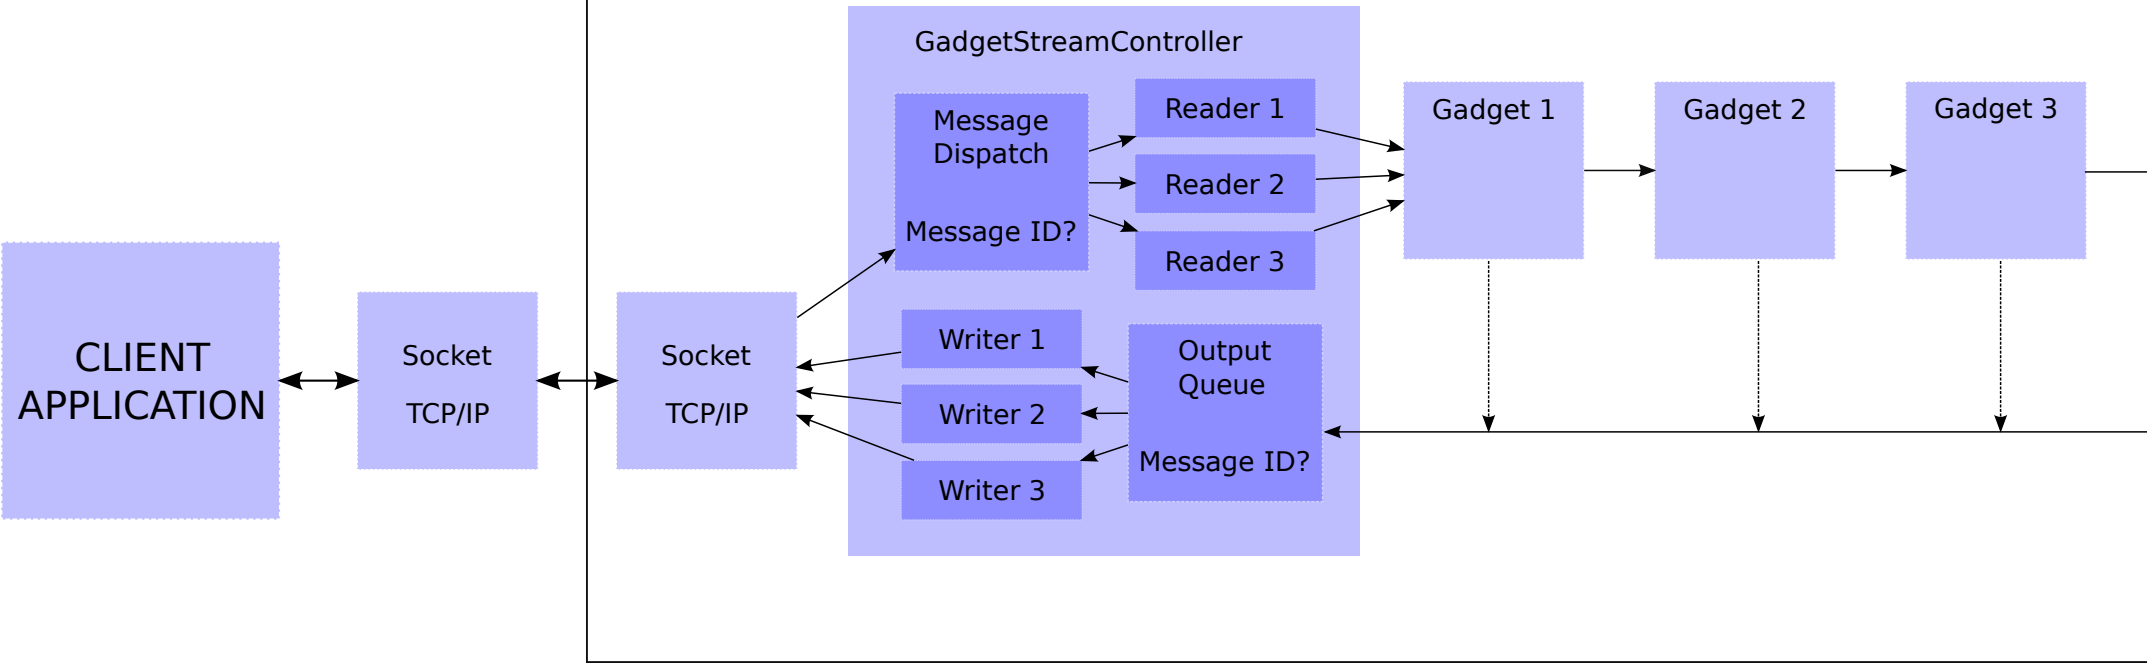 GadgetStreamController
Message
Dispatch
Message ID?
Reader 1
Reader 2
Reader 3
Gadget 1
Gadget 2
Gadget 3
CLIENT
APPLICATION
Socket
TCP/IP
Socket
TCP/IP
Writer 1
Writer 2
Writer 3
Output
Queue
Message ID?